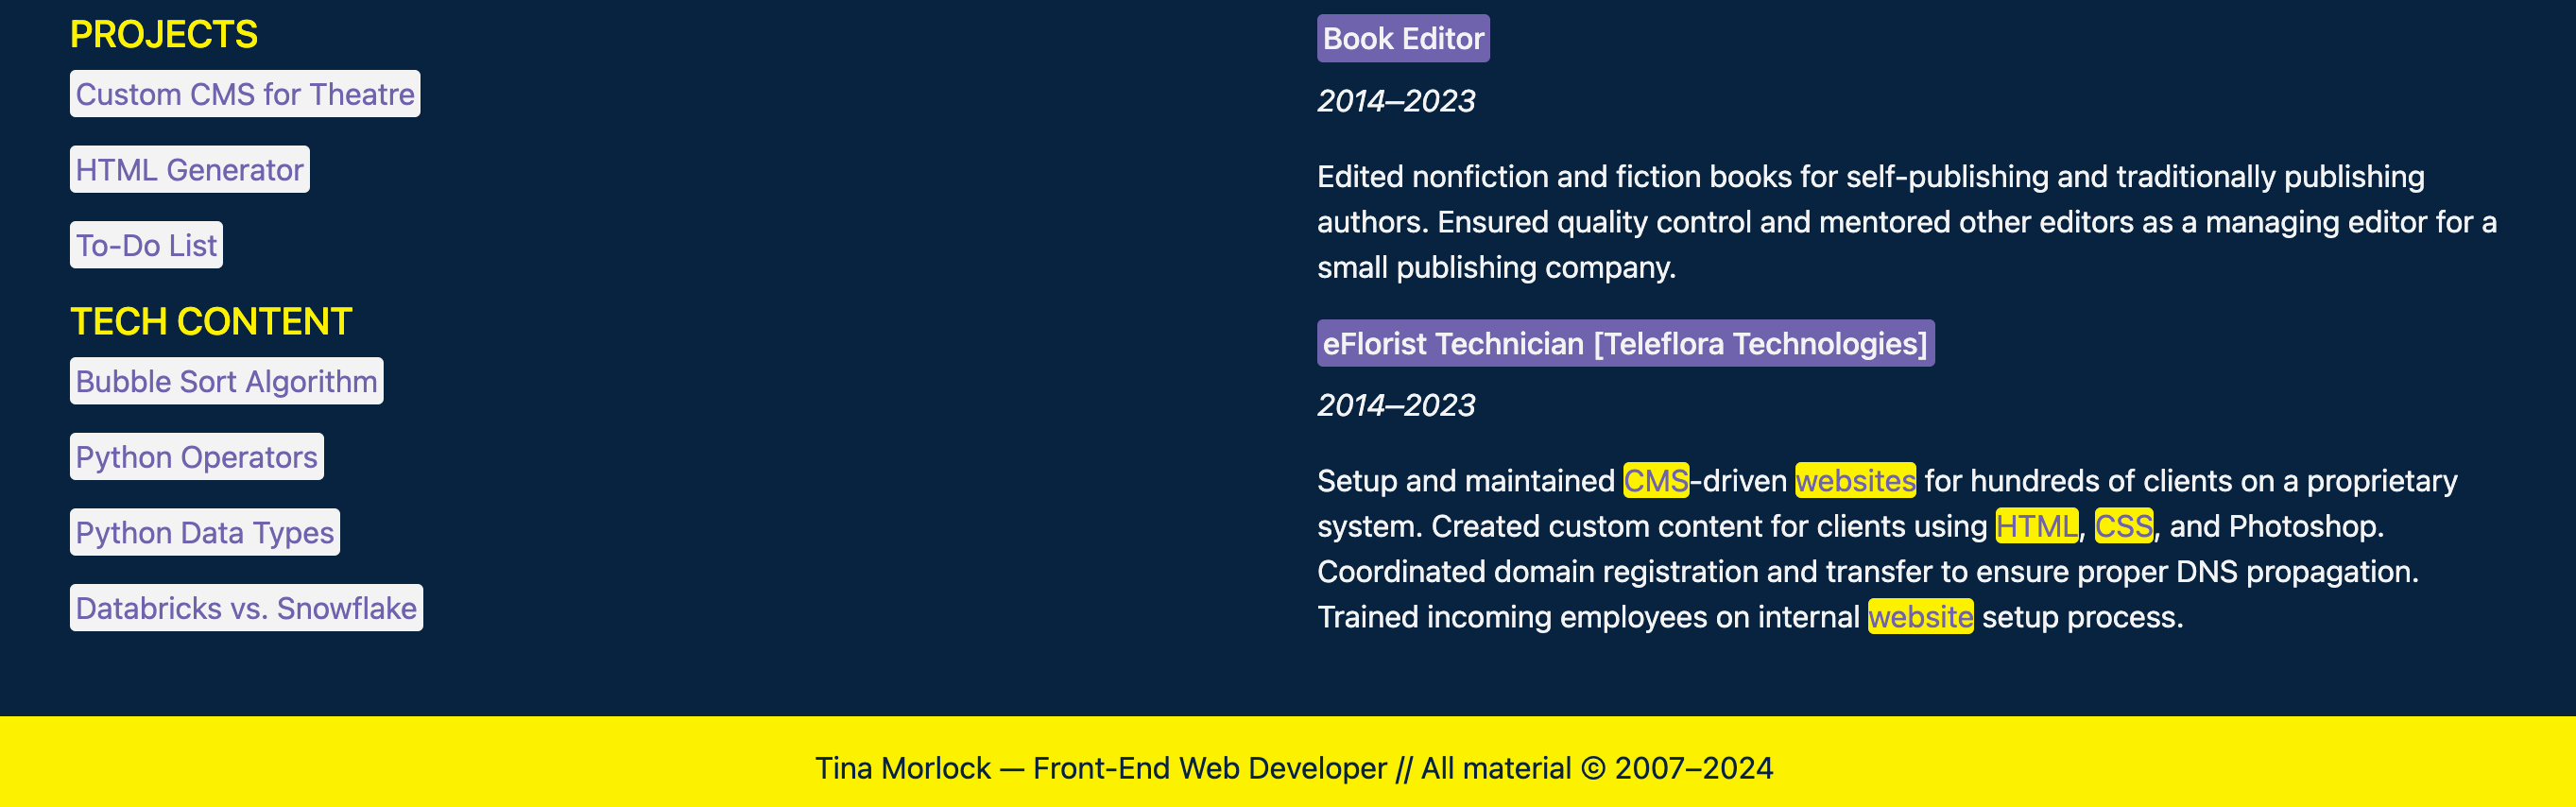 PROJECTS
Custom CMS for Theatre
HTML Generator
To-Do List
TECH CONTENT
Bubble Sort Algorithm
Python Operators
Python Data Types
Databricks vs. Snowflake
Book Editor
2014–2023
Edited nonfiction and fiction books for self-publishing and traditionally publishing
authors. Ensured quality control and mentored other editors as a managing editor for a
small publishing company.
eFlorist Technician [Teleflora Technologies]
2014–2023
Setup and maintained CMS-driven websites for hundreds of clients on a proprietary
system. Created custom content for clients using HTML, CSS, and Photoshop.
Coordinated domain registration and transfer to ensure proper DNS propagation.
Trained incoming employees on internal website setup process.
Tina Morlock — Front-End Web Developer // All material © 2007–2024